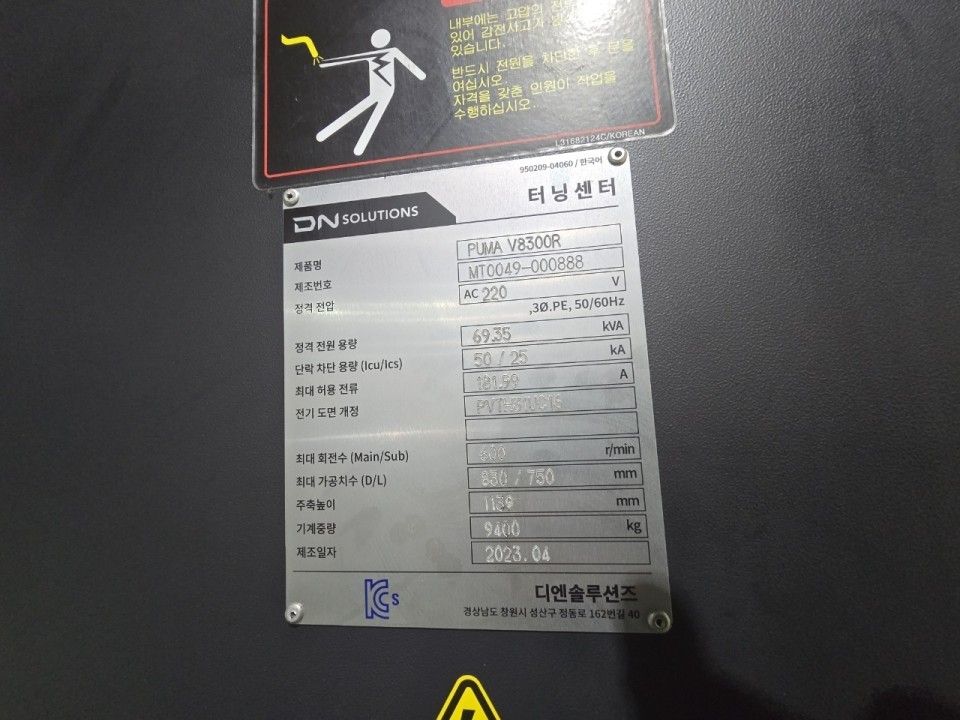 내부에는 고압의 전
있어 감전사고가
있습니다.
반드시 전원을 차단한 후 문을
여십시오.
자격을 갖춘 인원이 작업을
수행하십시오.
L31682124C/KOREAN
950209-04060 / 한국어
DN SOLUTIONS
터닝센터
제품명 PUMA V8300R
제조번호 MT0049-000888
정격 전압 AC 220 V
,3Ø.PE, 50/60Hz
정격 전원 용량 69.35 kVA
단락 차단 용량 (Icu/Ics) 50 / 25 kA
최대 허용 전류 181.99 A
전기 도면 개정
최대 회전수 (Main/Sub) r/min
최대 가공치수 (D/L) 830 / 750 mm
주축높이 1139 mm
기계중량 9400 kg
제조일자 2023.04
KCs
디엔솔루션즈
경상남도 창원시 성산구 정동로 162번길 40